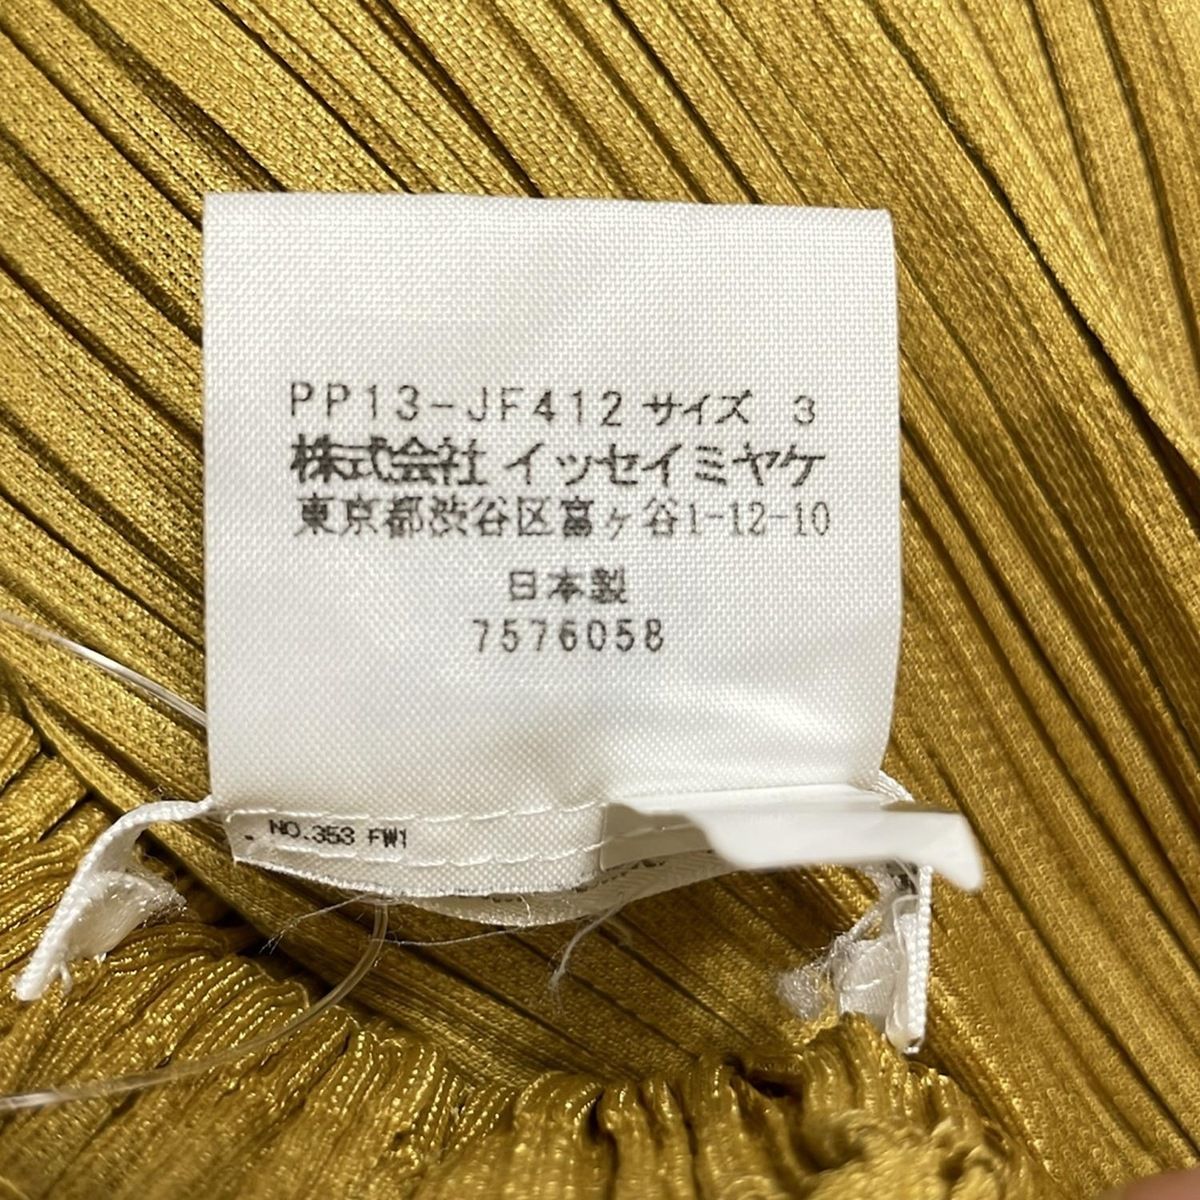 PP13-JF412 サイズ 3
株式会社 イッセイミヤケ
東京都渋谷区富ヶ谷1-12-10
日本製
7576058
NO.353 FW1